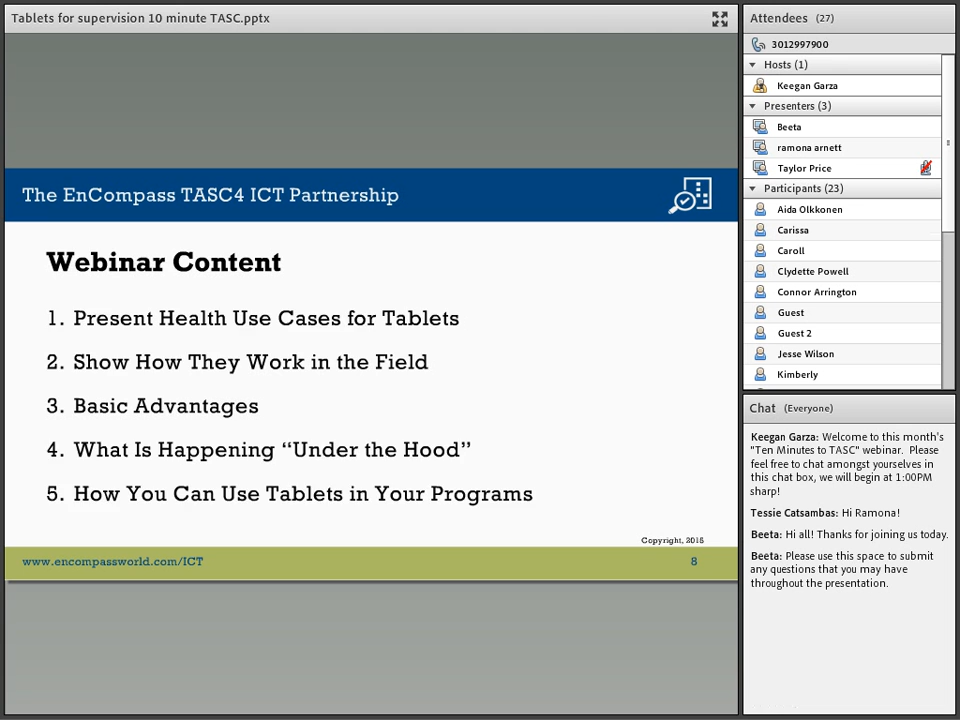 Tablets for supervision 10 minute TASC.pptx
The EnCompass TASC4 ICT Partnership
Webinar Content
1. Present Health Use Cases for Tablets
2. Show How They Work in the Field
3. Basic Advantages
4. What Is Happening “Under the Hood”
5. How You Can Use Tablets in Your Programs
Copyright, 2015
www.encompassworld.com/ICT
8
Attendees (27)
3012997900
Hosts (1)
Keegan Garza
Presenters (3)
Beeta
ramona arnett
Taylor Price
Participants (23)
Aida Olkkonen
Carissa
Caroll
Clydette Powell
Connor Arrington
Guest
Guest 2
Jesse Wilson
Kimberly
Chat (Everyone)
Keegan Garza: Welcome to this month's
"Ten Minutes to TASC" webinar. Please
feel free to chat amongst yourselves in
this chat box, we will begin at 1:00PM
sharp!
Tessie Catsambas: Hi Ramona!
Beeta: Hi all! Thanks for joining us today.
Beeta: Please use this space to submit
any questions that you may have
throughout the presentation.